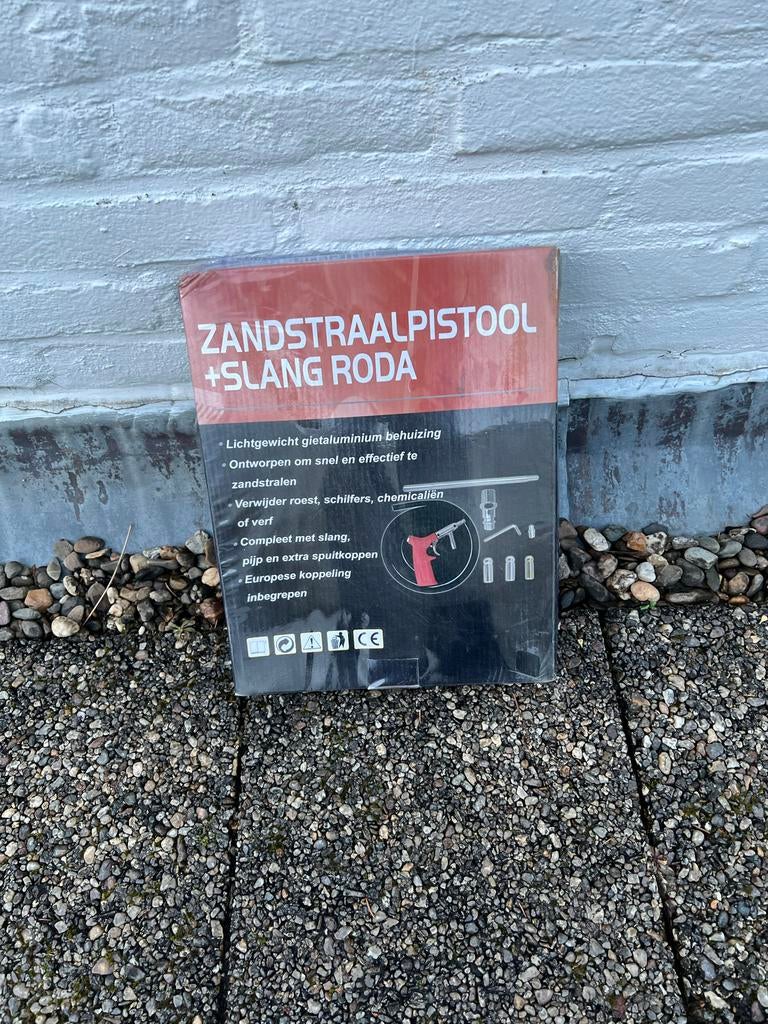 ZANDSTRAALPISTOOL
+SLANG RODA
• Lichtgewicht gietaluminium behuizing
• Ontworpen om snel en effectief te
zandstralen
• Verwijder roest, schilfers, chemicaliën
of verf
• Compleet met slang,
pijp en extra spuitkoppen
• Europese koppeling
inbegrepen
CE